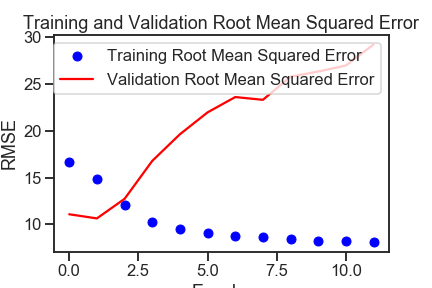 Training and Validation Root Mean Squared Error
30
Training Root Mean Squared Error
Validation Root Mean Squared Error
25
20
15
10
RMSE
0.0 2.5 5.0 7.5 10.0